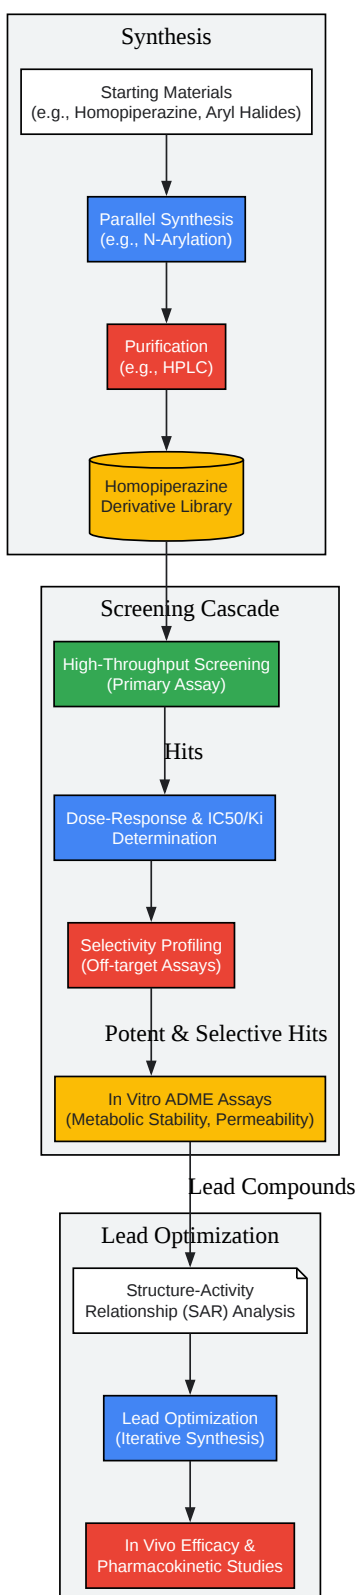 Synthesis
Starting Materials
(e.g., Homopiperazine, Aryl Halides)
Parallel Synthesis
(e.g., N-Arylation)
Purification
(e.g., HPLC)
Homopiperazine
Derivative Library
Screening Cascade
High-Throughput Screening
(Primary Assay)
Hits
Dose-Response & IC50/Ki
Determination
Selectivity Profiling
(Off-target Assays)
Potent & Selective Hits
In Vitro ADME Assays
(Metabolic Stability, Permeability)
Lead Compounds
Lead Optimization
Structure-Activity
Relationship (SAR) Analysis
Lead Optimization
(Iterative Synthesis)
In Vivo Efficacy &
Pharmacokinetic Studies